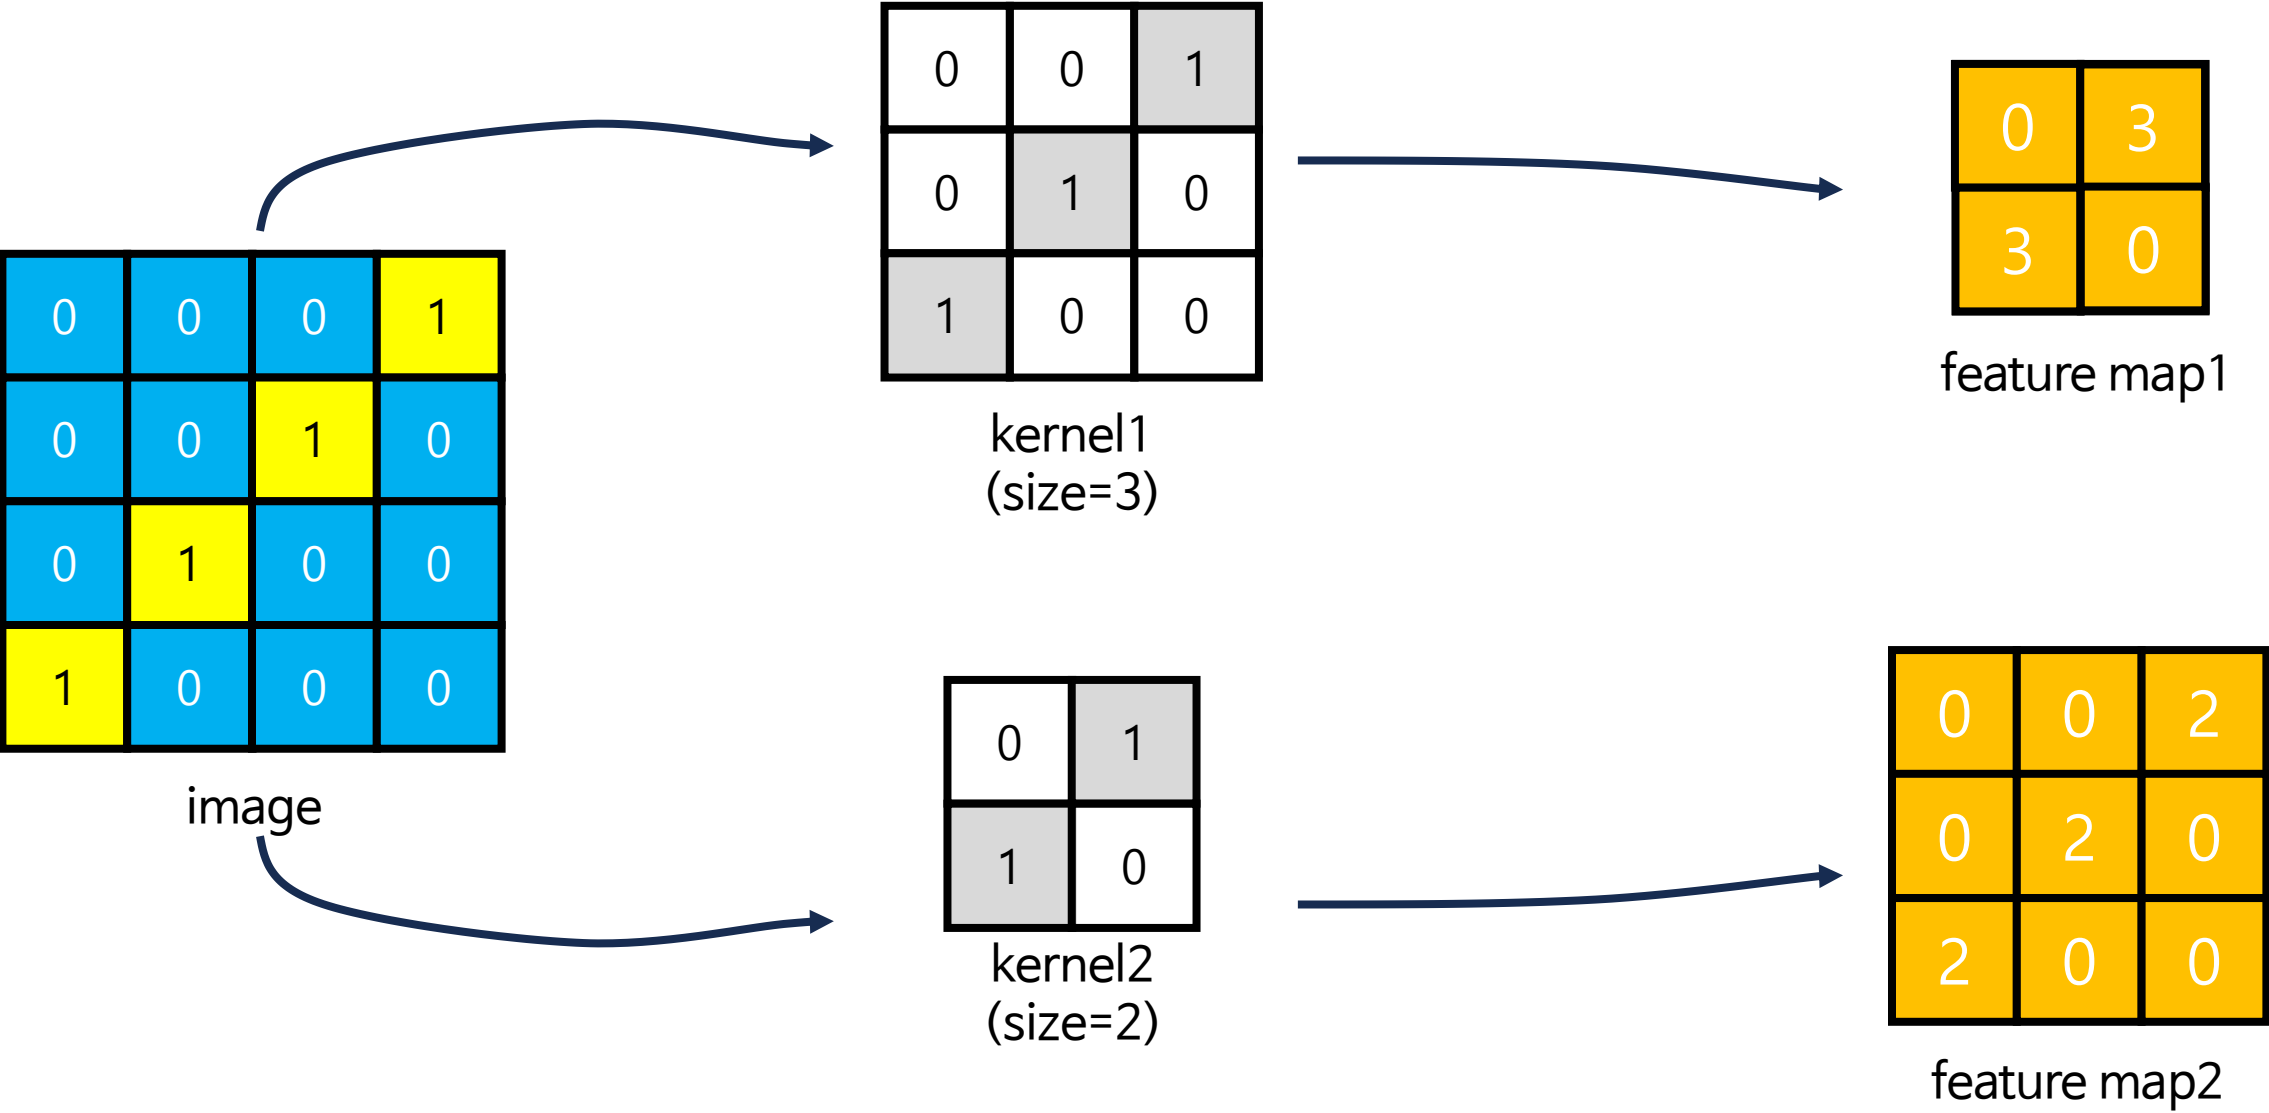 0 0 0 1
0 0 1 0
0 1 0 0
1 0 0 0
image
0 0 1
0 1 0
1 0 0
kernel1
(size=3)
0 3
3 0
feature map1
0 1
1 0
kernel2
(size=2)
0 0 2
0 2 0
2 0 0
feature map2